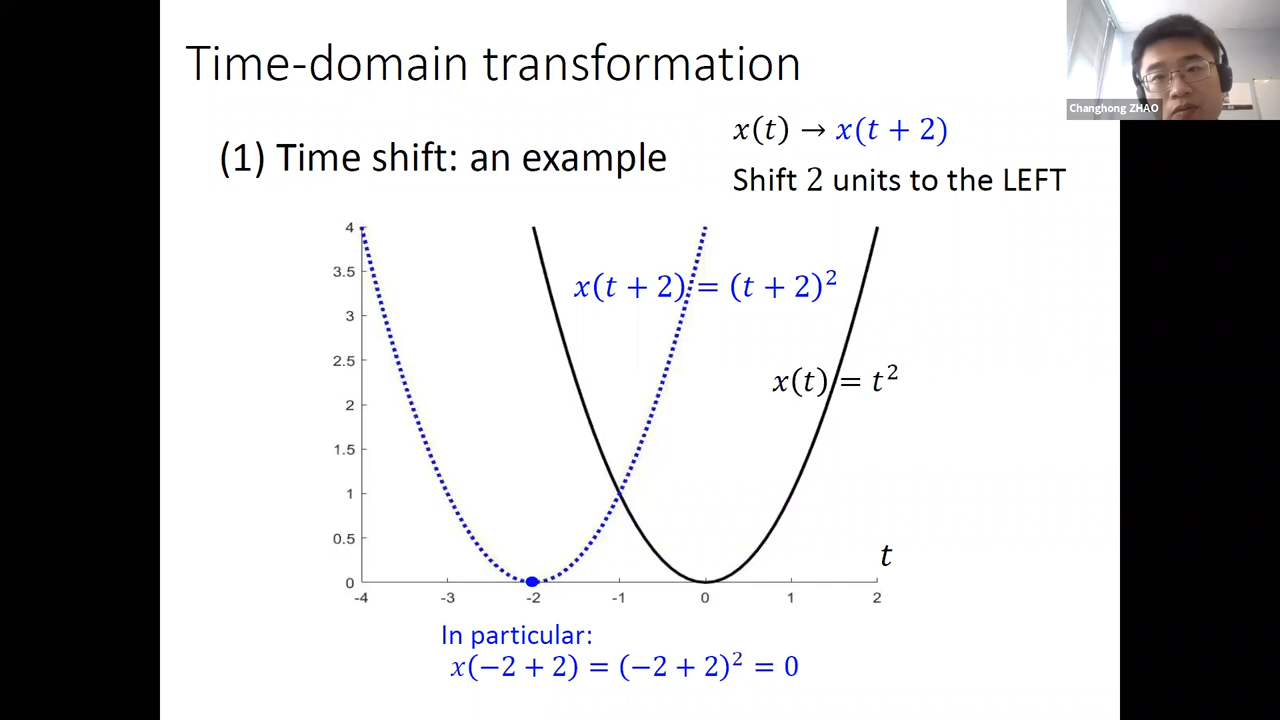 Time-domain transformation
Changhong ZHAO
x(t) → x(t + 2)
(1) Time shift: an example
Shift 2 units to the LEFT
4
3.5
3
2.5
2
1.5
1
0.5
0
x(t + 2) = (t + 2)²
x(t) = t²
t
-4 -3 -2 -1 0 1 2
In particular:
x(−2 + 2) = (−2 + 2)² = 0